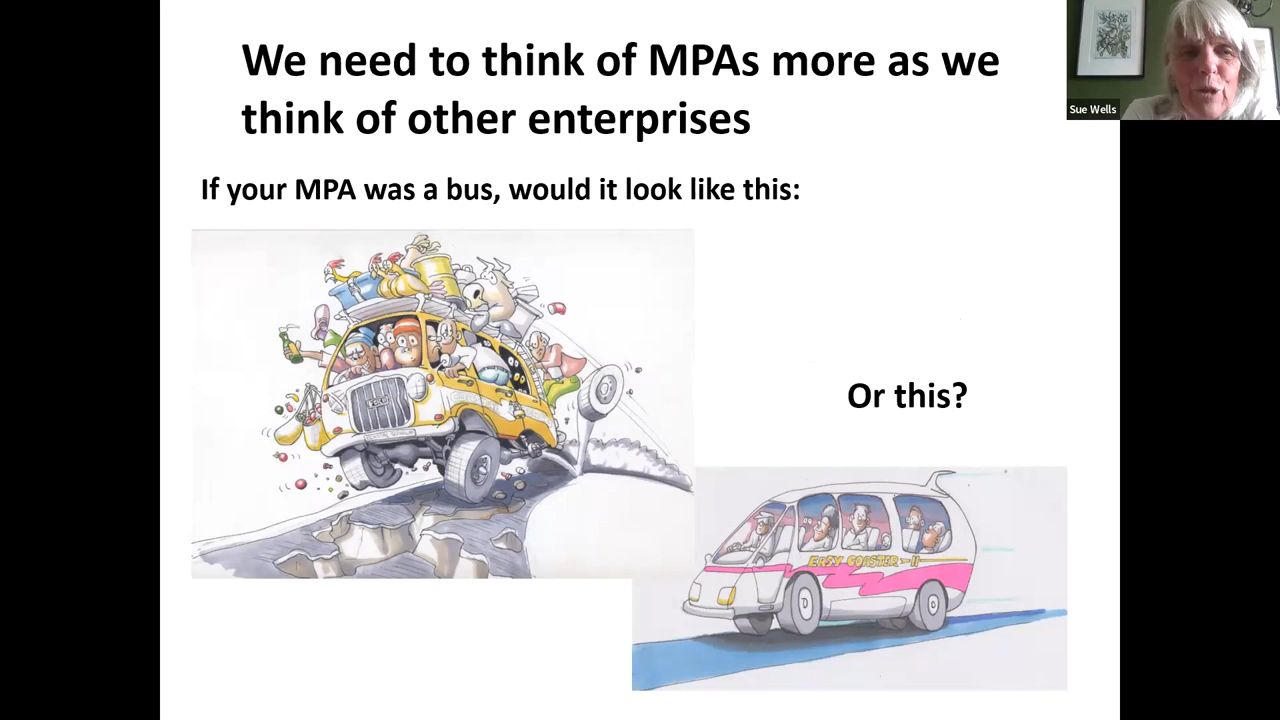 We need to think of MPAs more as we
think of other enterprises
Sue Wells
If your MPA was a bus, would it look like this:
Or this?
EASY COASTER-II